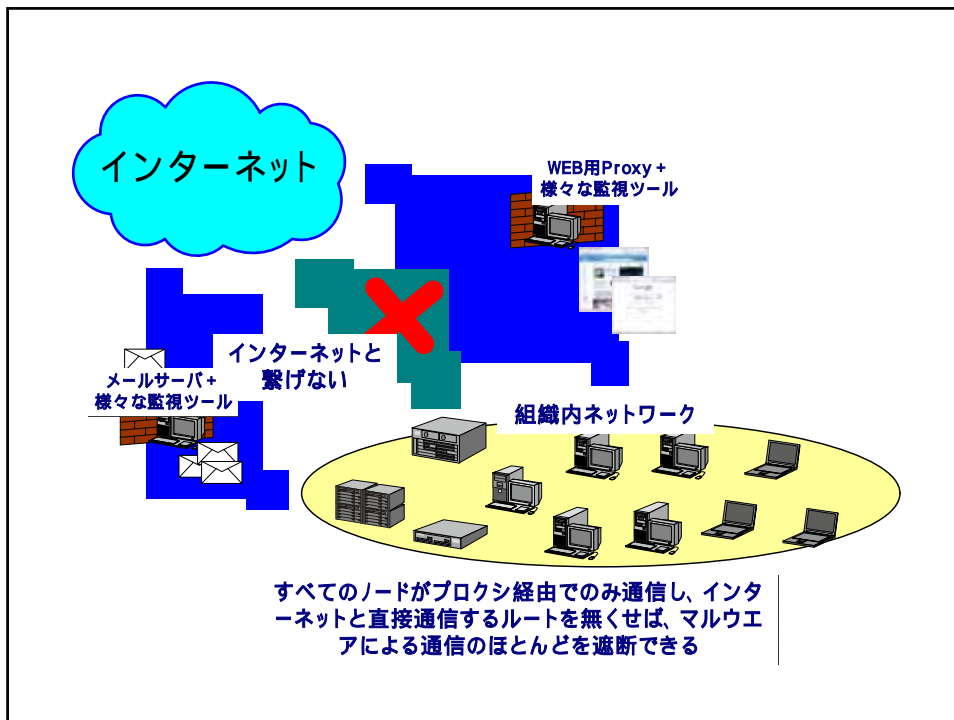 インターネット
WEB用Proxy+
様々な監視ツール
インターネットと
繋げない
メールサーバ+
様々な監視ツール
組織内ネットワーク
すべてのノードがプロクシ経由でのみ通信し、インタ
ーネットと直接通信するルートを無くせば、マルウエ
アによる通信のほとんどを遮断できる